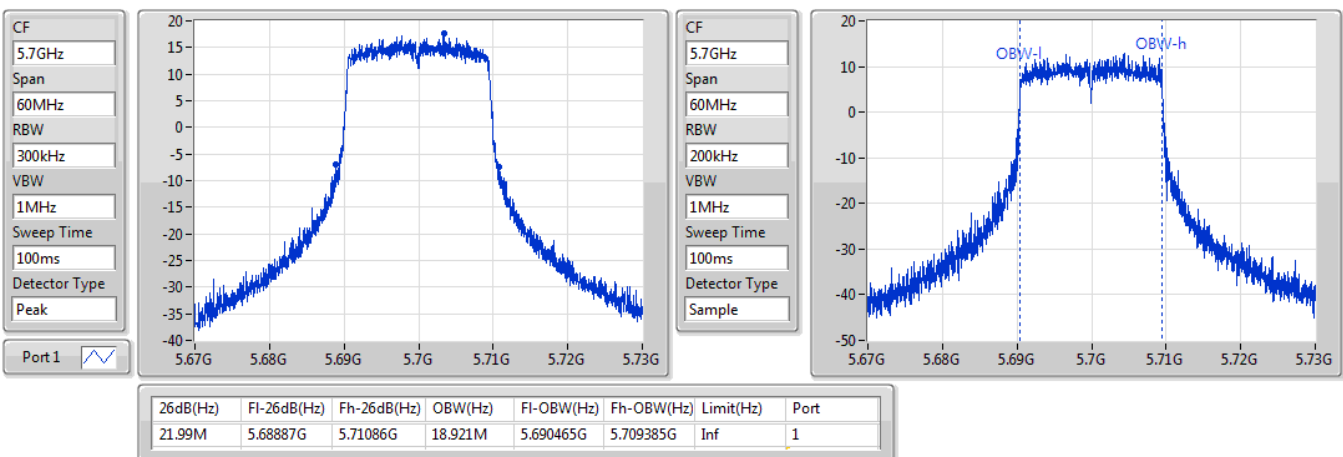 CF
5.7GHz
Span
60MHz
RBW
300kHz
VBW
1MHz
Sweep Time
100ms
Detector Type
Peak
Port 1
20
15
10
5
0
-5
-10
-15
-20
-25
-30
-35
-40
5.67G 5.68G 5.69G 5.7G 5.71G 5.72G 5.73G
CF
5.7GHz
Span
60MHz
RBW
200kHz
VBW
1MHz
Sweep Time
100ms
Detector Type
Sample
20
10
0
-10
-20
-30
-40
-50
OBW-l OBW-h
5.67G 5.68G 5.69G 5.7G 5.71G 5.72G 5.73G
26dB(Hz) Fl-26dB(Hz) Fh-26dB(Hz) OBW(Hz) Fl-OBW(Hz) Fh-OBW(Hz) Limit(Hz) Port
21.99M 5.68887G 5.71086G 18.921M 5.690465G 5.709385G Inf 1